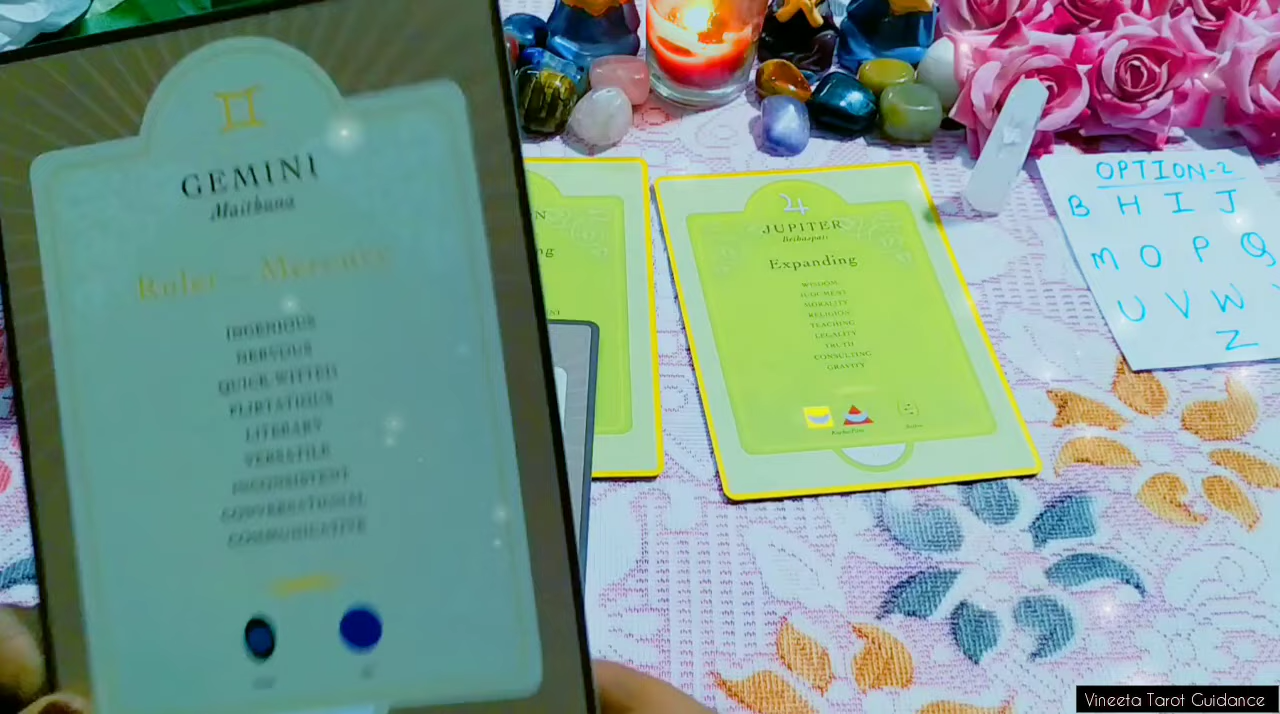 GEMINI
Maithuna
Ruler - Mercury
INGENIOUS
NERVOUS
QUICK WITTED
FLIRTATIOUS
LITERARY
VERSATILE
INCONSISTENT
CONVERSATIONAL
COMMUNICATIVE
N
ng
JUPITER
Brihaspati
Expanding
WISDOM
JUDGMENT
MORALITY
RELIGION
TEACHING
LEGALITY
TRUTH
CONSULTING
GRAVITY
OPTION-2
B H I J
M O P Q
U V W
Z
Vineeta Tarot Guidance